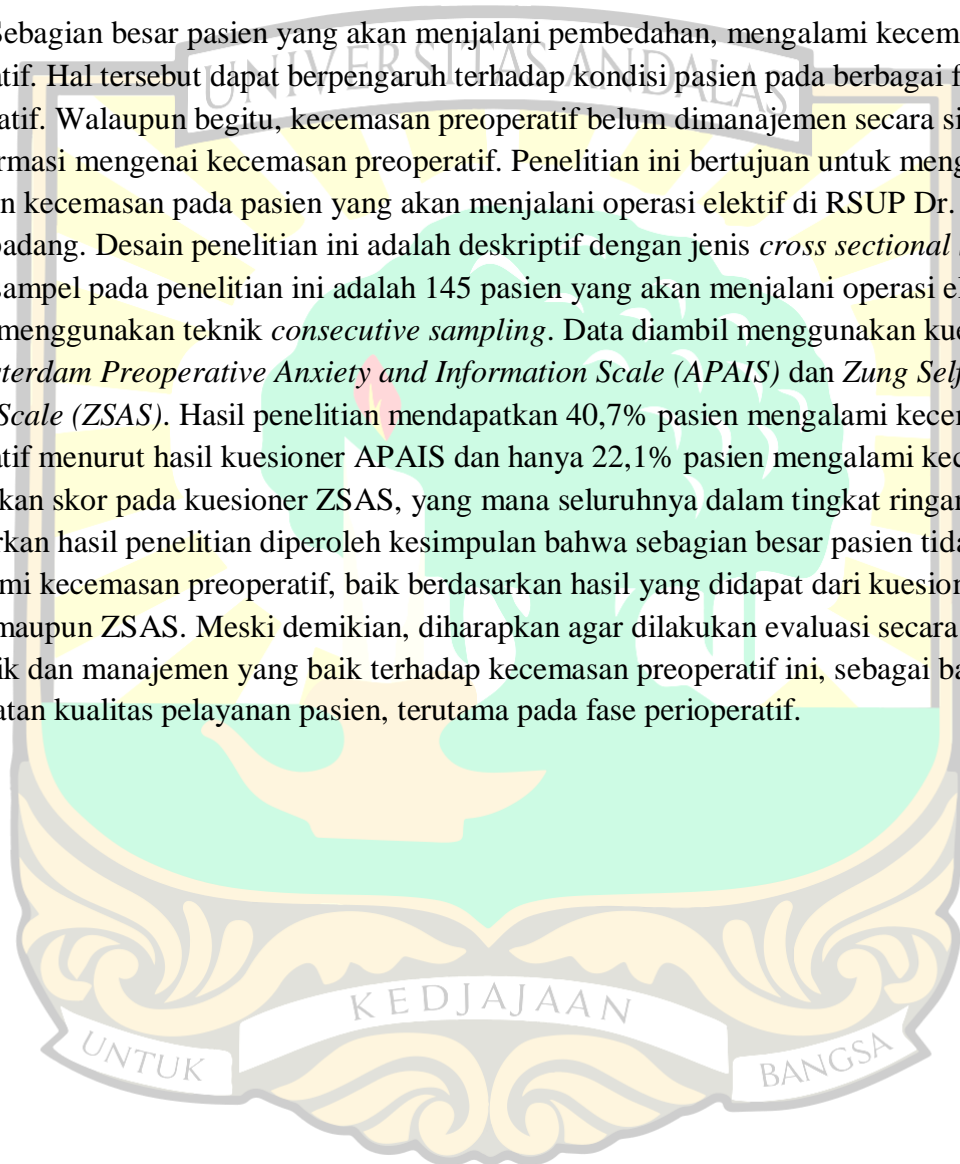 Sebagian besar pasien yang akan menjalani pembedahan, mengalami kecem
atif. Hal tersebut dapat berpengaruh terhadap kondisi pasien pada berbagai f
atif. Walaupun begitu, kecemasan preoperatif belum dimanajemen secara si
rmasi mengenai kecemasan preoperatif. Penelitian ini bertujuan untuk meng
n kecemasan pada pasien yang akan menjalani operasi elektif di RSUP Dr.
padang. Desain penelitian ini adalah deskriptif dengan jenis cross sectional
sampel pada penelitian ini adalah 145 pasien yang akan menjalani operasi el
menggunakan teknik consecutive sampling. Data diambil menggunakan kue
terdam Preoperative Anxiety and Information Scale (APAIS) dan Zung Self
Scale (ZSAS). Hasil penelitian mendapatkan 40,7% pasien mengalami kecem
atif menurut hasil kuesioner APAIS dan hanya 22,1% pasien mengalami kec
kan skor pada kuesioner ZSAS, yang mana seluruhnya dalam tingkat ringan
rkan hasil penelitian diperoleh kesimpulan bahwa sebagian besar pasien tida
mi kecemasan preoperatif, baik berdasarkan hasil yang didapat dari kuesion
maupun ZSAS. Meski demikian, diharapkan agar dilakukan evaluasi secara
ik dan manajemen yang baik terhadap kecemasan preoperatif ini, sebagai ba
atan kualitas pelayanan pasien, terutama pada fase perioperatif.
UNIVERSITAS ANDALAS
UNTUK
KEDJAJAAN
BANGSA